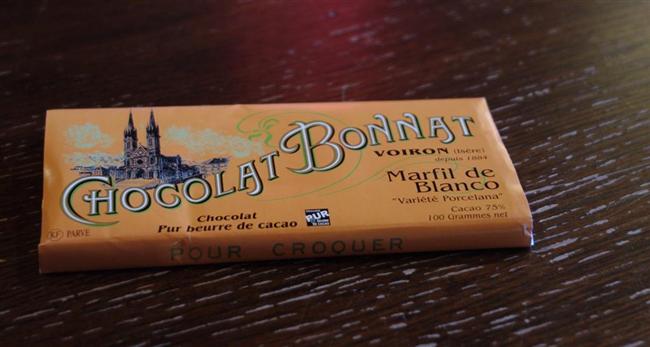 CHOCOLAT BONNAT
VOIRON (Isère)
depuis 1884
Marfil de
Blanco
"Variété Porcelana"
Cacao 75%
100 Grammes net
Chocolat
Pur beurre de cacao
PUR
KF PARVE
POUR CROQUER